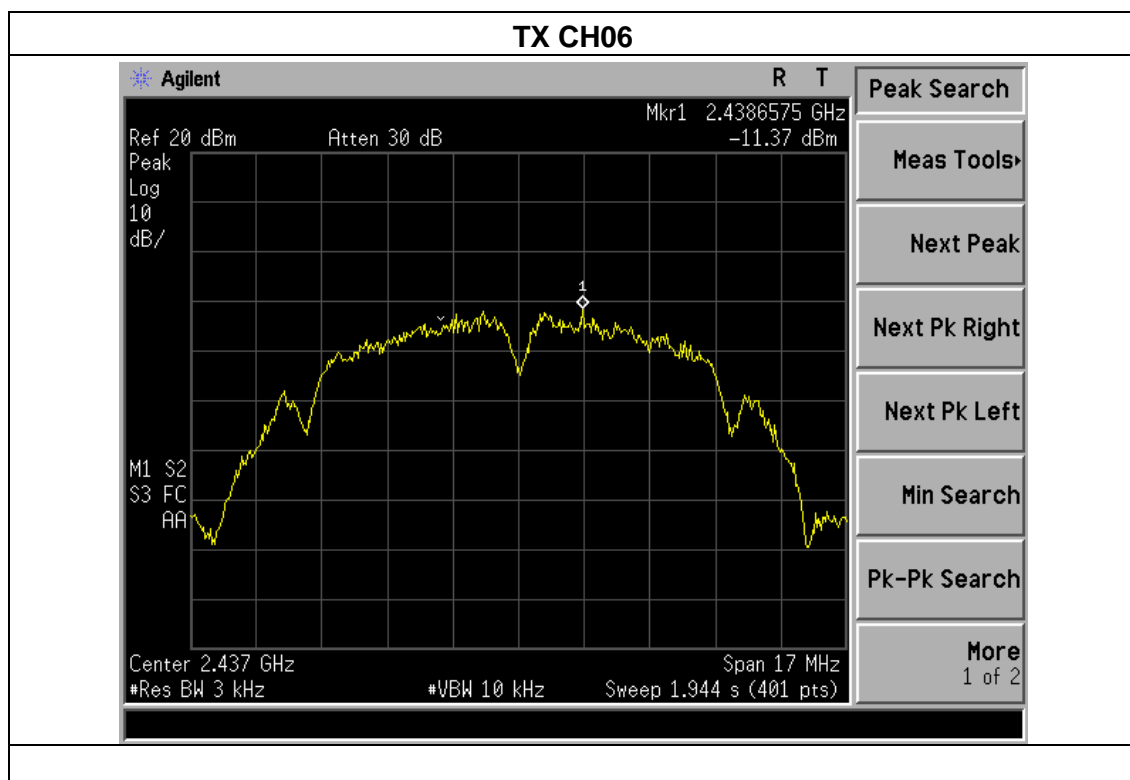 TX CH06
Agilent
R T
Mkr1 2.4386575 GHz
Ref 20 dBm Atten 30 dB -11.37 dBm
Peak
Log
10
dB/
1
M1 S2
S3 FC
AA
Center 2.437 GHz Span 17 MHz
#Res BW 3 kHz #VBW 10 kHz Sweep 1.944 s (401 pts)
Peak Search
Meas Tools
Next Peak
Next Pk Right
Next Pk Left
Min Search
Pk-Pk Search
More
1 of 2